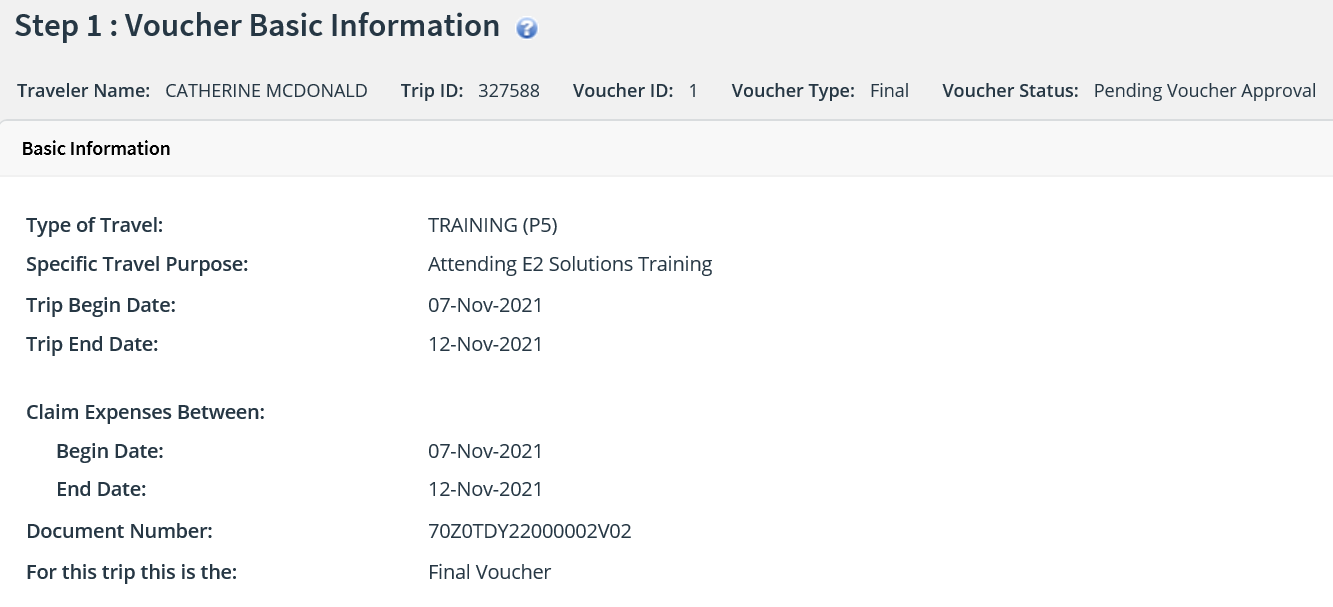 Step 1 : Voucher Basic Information ?
Traveler Name: CATHERINE MCDONALD Trip ID: 327588 Voucher ID: 1 Voucher Type: Final Voucher Status: Pending Voucher Approval
Basic Information
Type of Travel: TRAINING (P5)
Specific Travel Purpose: Attending E2 Solutions Training
Trip Begin Date: 07-Nov-2021
Trip End Date: 12-Nov-2021
Claim Expenses Between:
Begin Date: 07-Nov-2021
End Date: 12-Nov-2021
Document Number: 70Z0TDY22000002V02
For this trip this is the: Final Voucher